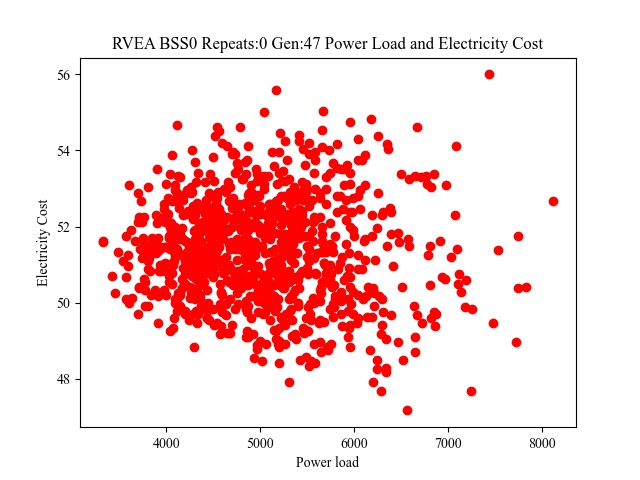 RVEA BSS0 Repeats:0 Gen:47 Power Load and Electricity Cost
56
54
52
50
48
Electricity Cost
4000 5000 6000 7000 8000
Power load